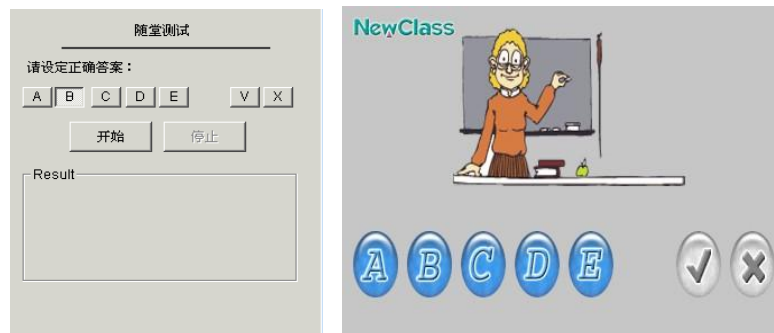 随堂测试
请设定正确答案：
A B C D E V X
开始 停止
Result
NewClass
A B C D E